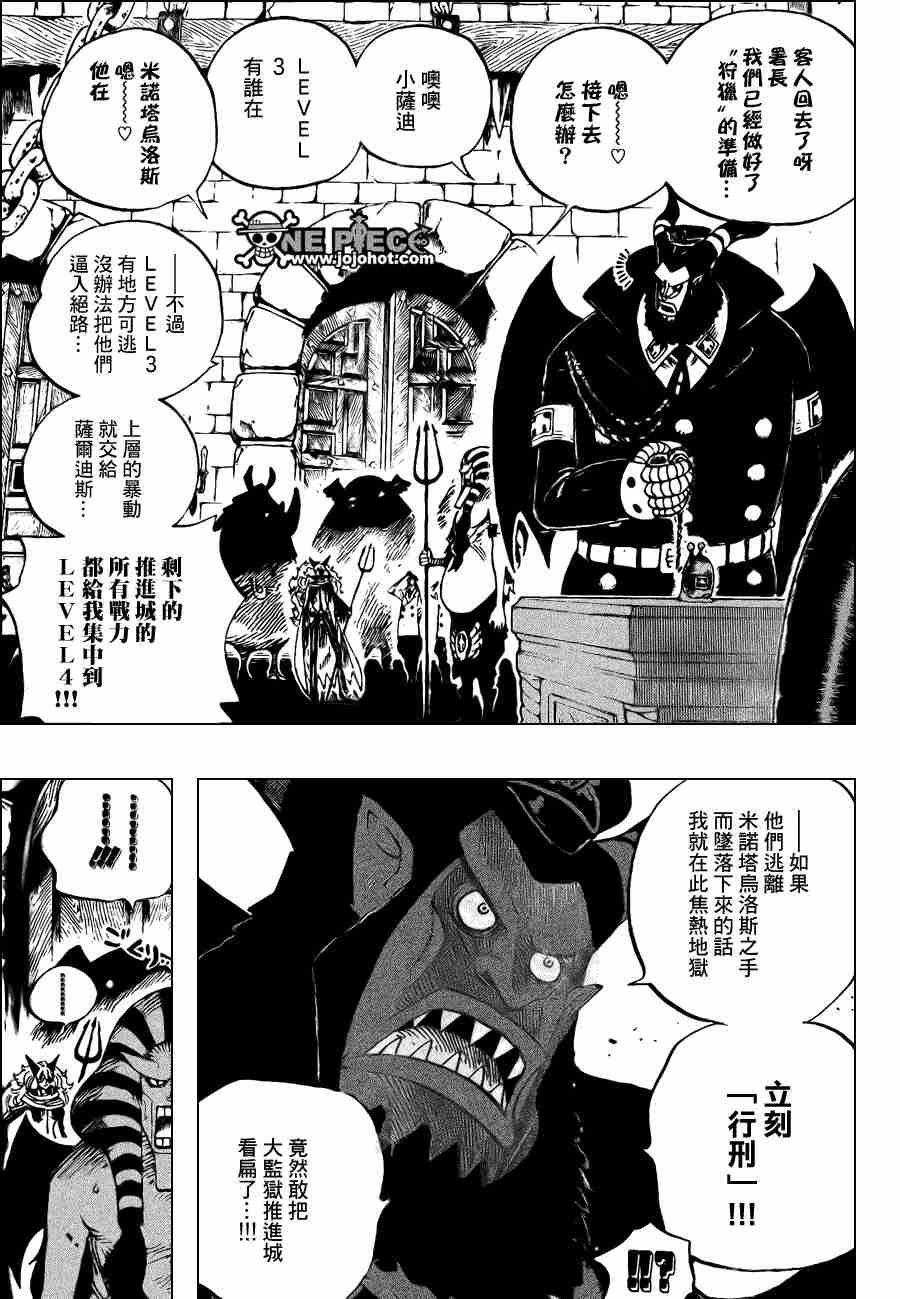 客人回去了呀
署長
我們已經做好了
“狩獵”的準備…
嗯~~~~~♡
接下去
怎麼辦?
噢噢
小薩迪
LEVEL
3
有誰在
米諾塔烏洛斯
嗯~~~~~♡
他在
——不過
LEVEL3
有地方可逃
沒辦法把他們
逼入絕路…
上層的暴動
就交給
薩爾迪斯…
剩下的
推進城的
所有戰力
都給我集中到
LEVEL4!!!
ONE PIECE
www.jojohot.com
——如果
他們逃離
米諾塔烏洛斯之手
而墜落下來的話
我就在此焦熱地獄
立刻
「行刑」!!!
竟然敢把
大監獄推進城
看扁了…!!!
!!?
びくり…